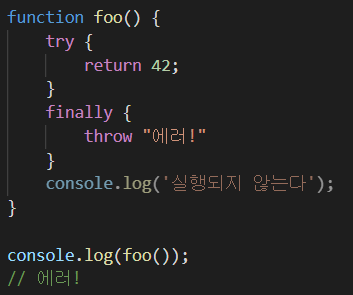 function foo() {
    try {
        return 42;
    }
    finally {
        throw "에러!"
    }
    console.log('실행되지 않는다');
}

console.log(foo());
// 에러!